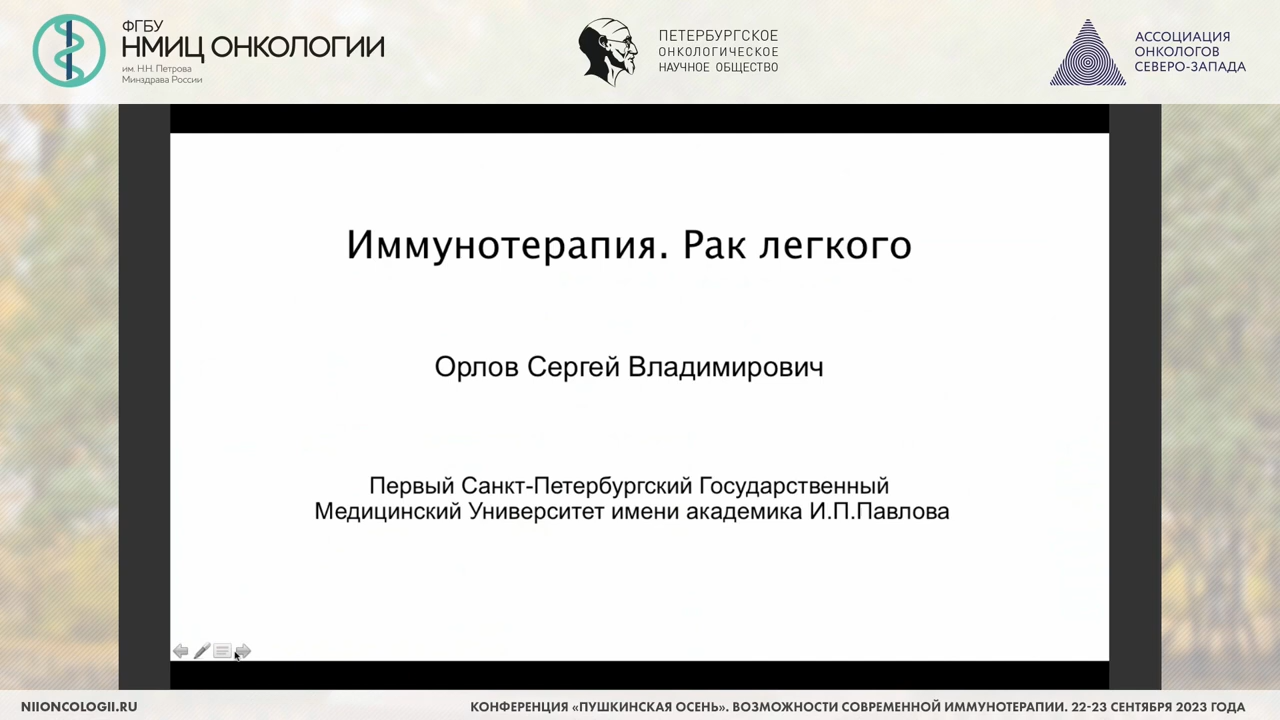 ФГБУ
НМИЦ ОНКОЛОГИИ
им. Н.Н. Петрова
Минздрава России
ПЕТЕРБУРГСКОЕ
ОНКОЛОГИЧЕСКОЕ
НАУЧНОЕ ОБЩЕСТВО
АССОЦИАЦИЯ
ОНКОЛОГОВ
СЕВЕРО-ЗАПАДА
Иммунотерапия. Рак легкого
Орлов Сергей Владимирович
Первый Санкт-Петербургский Государственный
Медицинский Университет имени академика И.П.Павлова
NIIONCOLOGII.RU
КОНФЕРЕНЦИЯ «ПУШКИНСКАЯ ОСЕНЬ». ВОЗМОЖНОСТИ СОВРЕМЕННОЙ ИММУНОТЕРАПИИ. 22-23 СЕНТЯБРЯ 2023 ГОДА